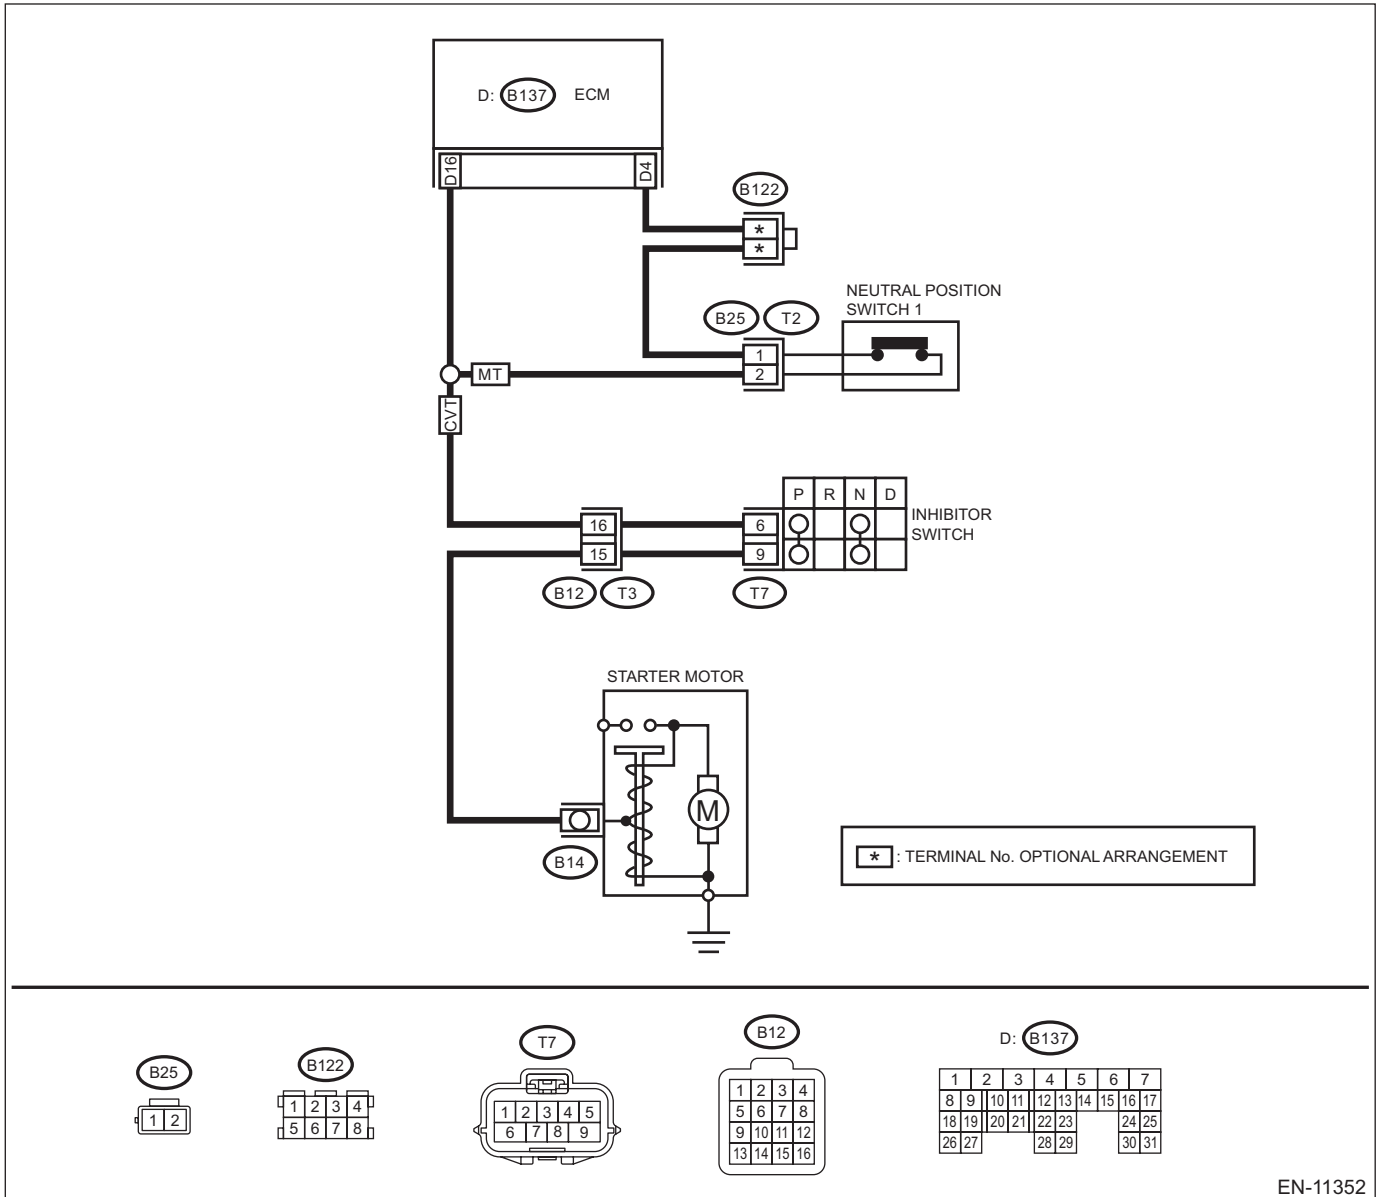 D: B137 ECM
D16
D4
B122
*
*
NEUTRAL POSITION
SWITCH 1
B25 T2
1
2
MT
CVT
P R N D
INHIBITOR
SWITCH
16
15
6
9
B12 T3
T7
STARTER MOTOR
M
B14
* : TERMINAL No. OPTIONAL ARRANGEMENT
B25
1 2
B122
1 2 3 4
5 6 7 8
T7
1 2 3 4 5
6 7 8 9
B12
1 2 3 4
5 6 7 8
9 10 11 12
13 14 15 16
D: B137
1 2 3 4 5 6 7
8 9 10 11 12 13 14 15 16 17
18 19 20 21 22 23 24 25
26 27 28 29 30 31
EN-11352